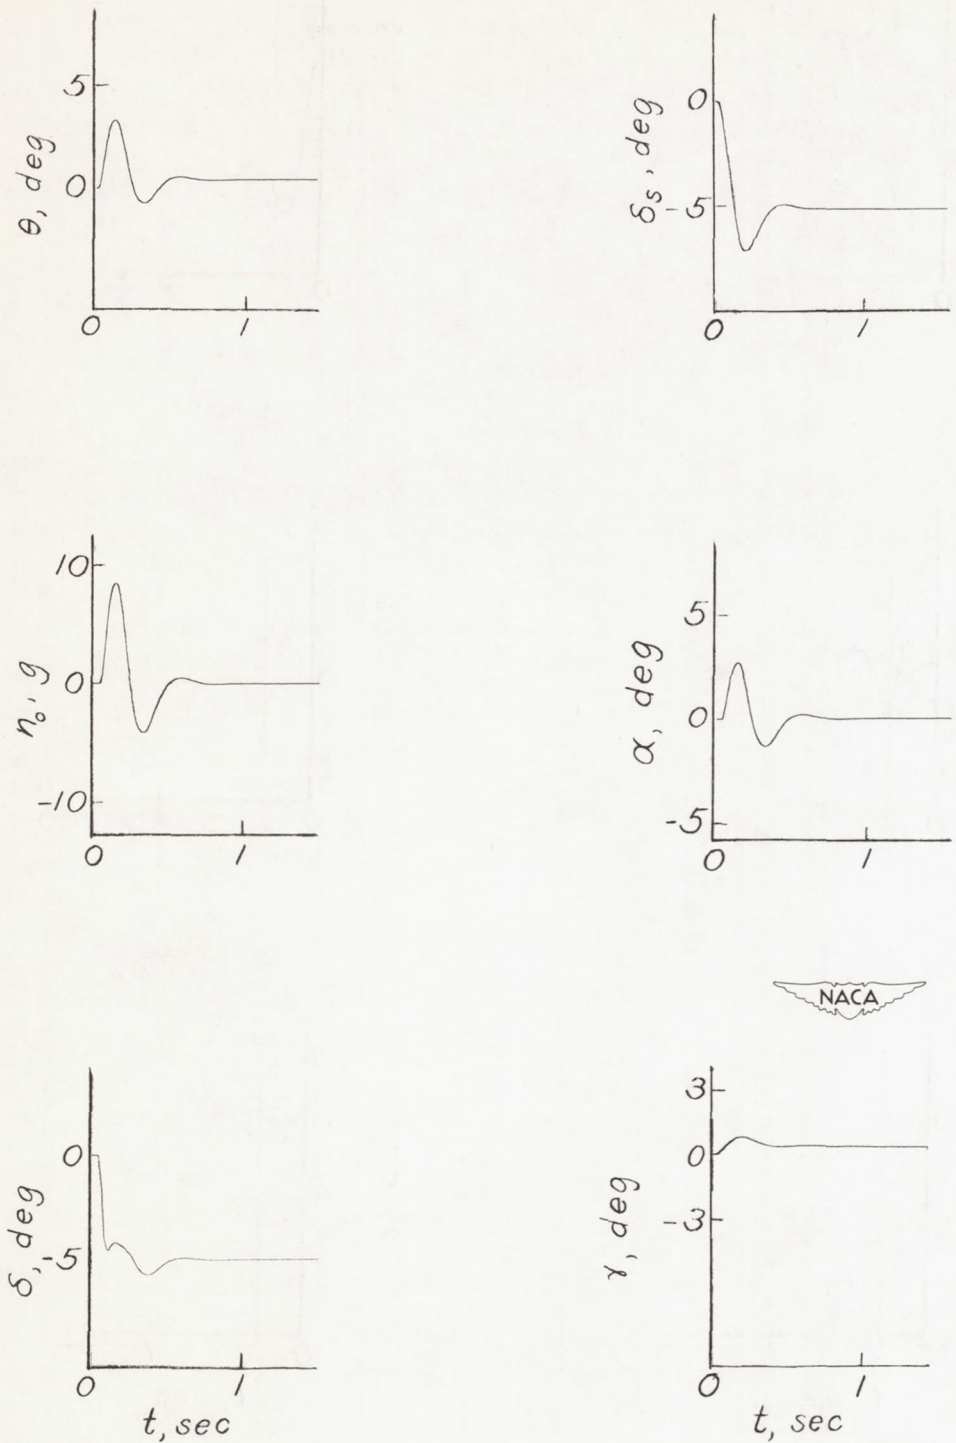 θ, deg
5
0
0 1
δs, deg
0
-5
0 1
n₀, g
10
0
-10
0 1
α, deg
5
0
-5
0 1
NACA
δ, deg
0
-5
0 1
t, sec
γ, deg
3
0
-3
0 1
t, sec